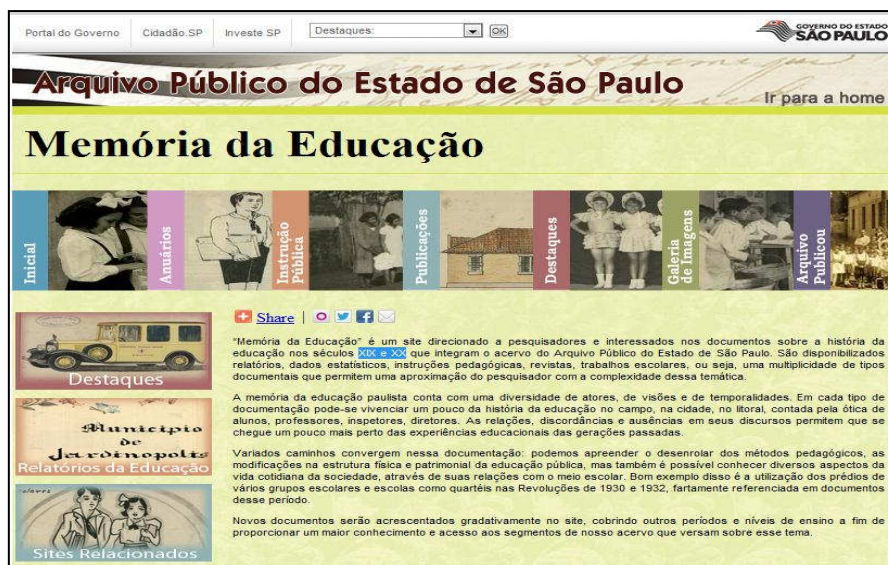 Portal do Governo
Cidadão.SP
Investe SP
Destaques:
OK
GOVERNO DO ESTADO
SÃO PAULO
Arquivo Público do Estado de São Paulo
Ir para a home
Memória da Educação
Inicial
Anuários
Instrução
Pública
Publicações
Destaques
Galeria
de Imagens
Arquivo
Publicou
Destaques
Município
de
Jardinopolis
Relatórios da Educação
Sites Relacionados
Share |
“Memória da Educação” é um site direcionado a pesquisadores e interessados nos documentos sobre a história da
educação nos séculos XIX e XX que integram o acervo do Arquivo Público do Estado de São Paulo. São disponibilizados
relatórios, dados estatísticos, instruções pedagógicas, revistas, trabalhos escolares, ou seja, uma multiplicidade de tipos
documentais que permitem uma aproximação do pesquisador com a complexidade dessa temática.
A memória da educação paulista conta com uma diversidade de atores, de visões e de temporalidades. Em cada tipo de
documentação pode-se vivenciar um pouco da história da educação no campo, na cidade, no litoral, contada pela ótica de
alunos, professores, inspetores, diretores. As relações, discordâncias e ausências em seus discursos permitem que se
chegue um pouco mais perto das experiências educacionais das gerações passadas.
Variados caminhos convergem nessa documentação: podemos apreender o desenrolar dos métodos pedagógicos, as
modificações na estrutura física e patrimonial da educação pública, mas também é possível conhecer diversos aspectos da
vida cotidiana da sociedade, através de suas relações com o meio escolar. Bom exemplo disso é a utilização dos prédios de
vários grupos escolares e escolas como quartéis nas Revoluções de 1930 e 1932, fartamente referenciada em documentos
desse período.
Novos documentos serão acrescentados gradativamente no site, cobrindo outros períodos e níveis de ensino a fim de
proporcionar um maior conhecimento e acesso aos segmentos de nosso acervo que versam sobre esse tema.